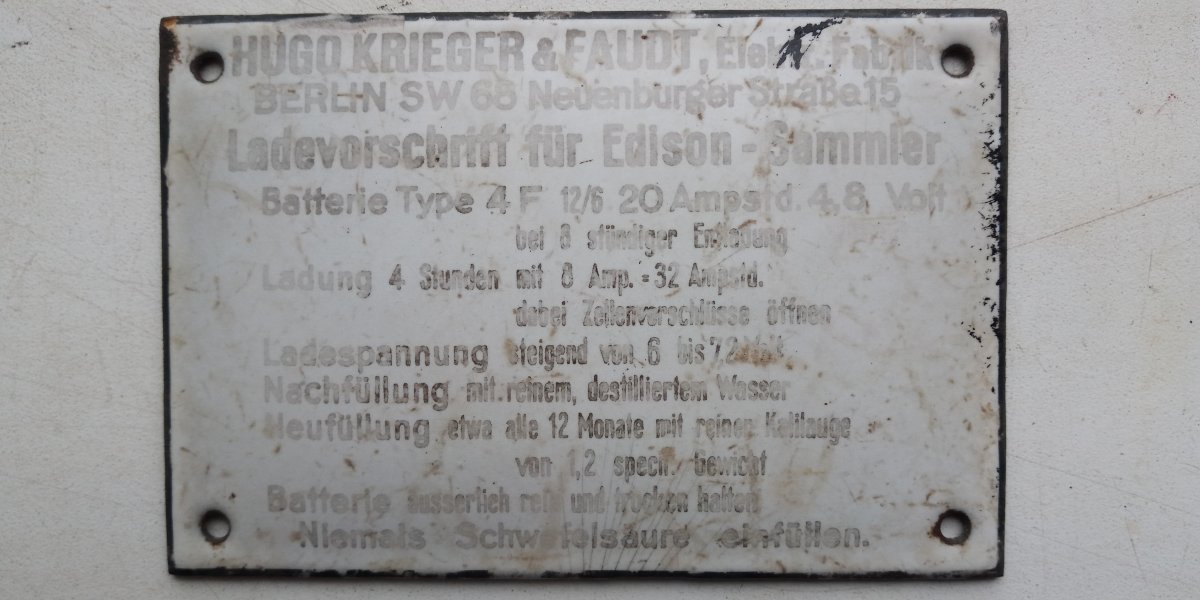 HUGO KRIEGER & FAUDT, Elektr. Fabrik
BERLIN SW 68 Neuenburger Straße 15
Ladevorschrift für Edison-Sammler
Batterie Type 4 F 12/6 20 Ampstd. 4,8 Volt
bei 8 stündiger Entladung
Ladung 4 Stunden mit 8 Amp. = 32 Ampstd.
dabei Zellenverschlüsse öffnen
Ladespannung steigend von 6 bis 7,2 Volt
Nachfüllung mit reinem, destilliertem Wasser
Neufüllung etwa alle 12 Monate mit reiner Kalilauge
von 1,2 specif. Gewicht
Batterie äusserlich rein und trocken halten
Niemals Schwefelsäure einfüllen.